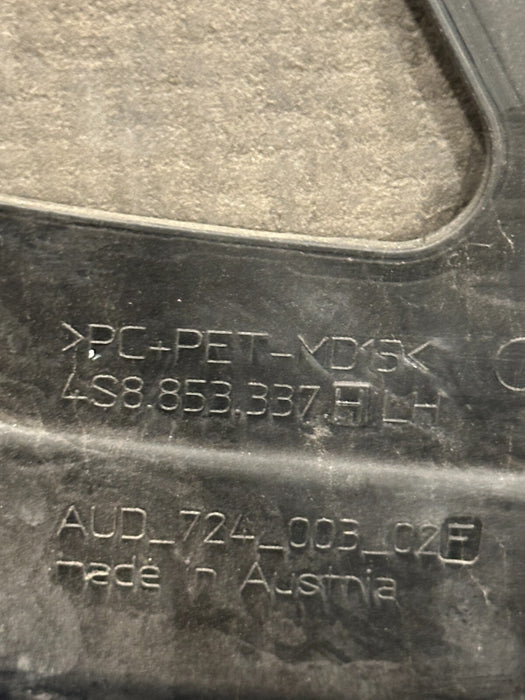 >PC+PET-MD15<
4S8.853.337.H LH
AUD_724_003_02F
made in Austria